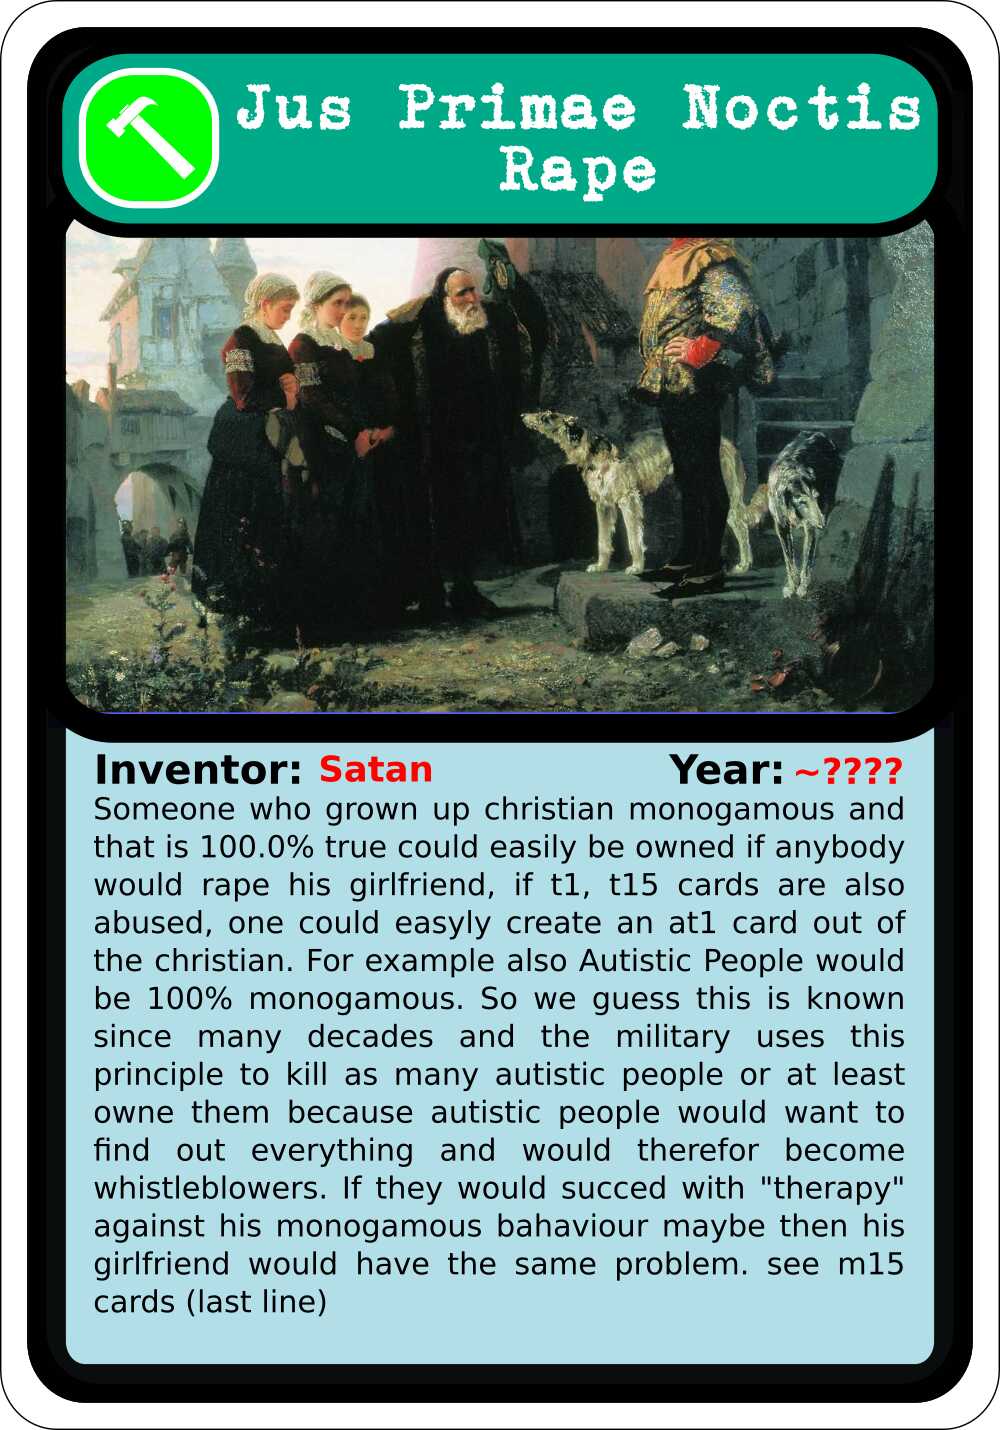 Jus Primae Noctis
Rape
Inventor: Satan Year: ~????
Someone who grown up christian monogamous and
that is 100.0% true could easily be owned if anybody
would rape his girlfriend, if t1, t15 cards are also
abused, one could easyly create an at1 card out of
the christian. For example also Autistic People would
be 100% monogamous. So we guess this is known
since many decades and the military uses this
principle to kill as many autistic people or at least
owne them because autistic people would want to
find out everything and would therefor become
whistleblowers. If they would succed with "therapy"
against his monogamous bahaviour maybe then his
girlfriend would have the same problem. see m15
cards (last line)